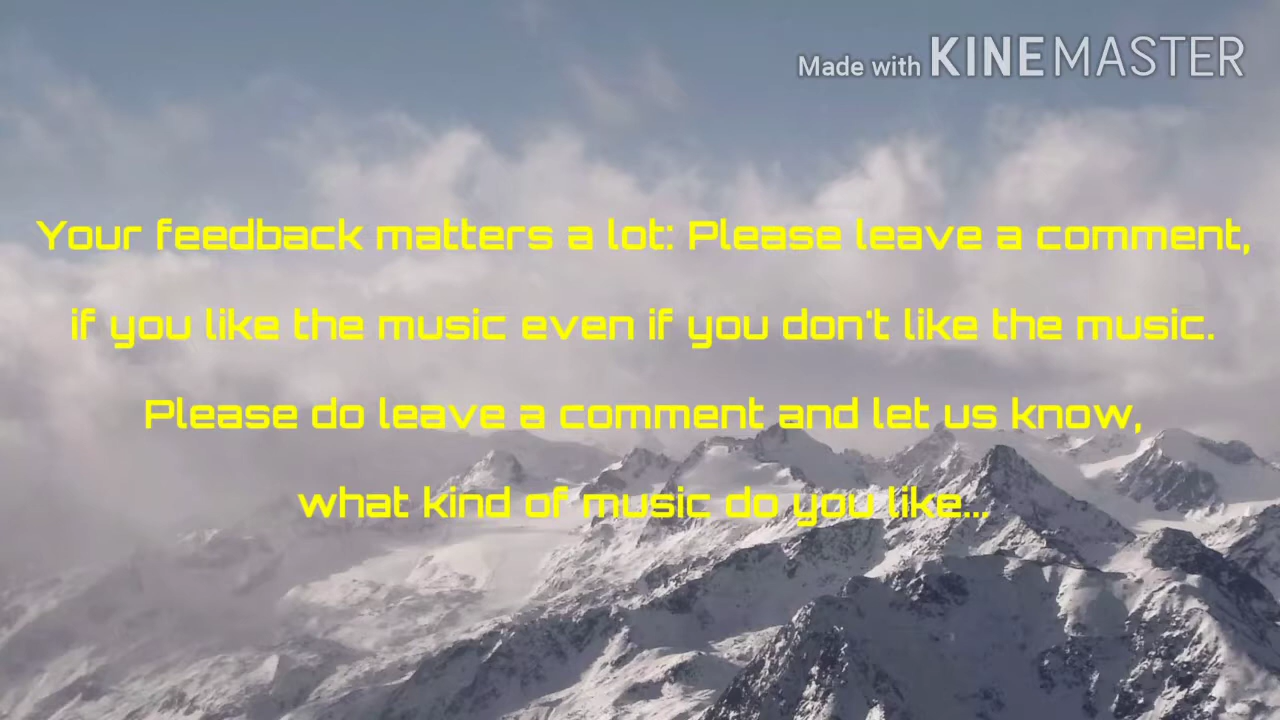 Made with KINEMASTER
Your feedback matters a lot: Please leave a comment,
if you like the music even if you don't like the music.
Please do leave a comment and let us know,
what kind of music do you like...